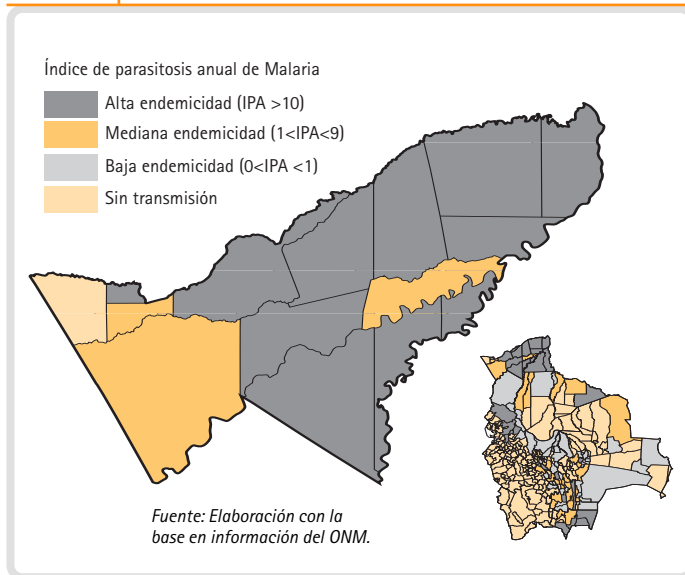 Índice de parasitosis anual de Malaria
Alta endemicidad (IPA >10)
Mediana endemicidad (1<IPA<9)
Baja endemicidad (0<IPA <1)
Sin transmisión
Fuente: Elaboración con la
base en información del ONM.